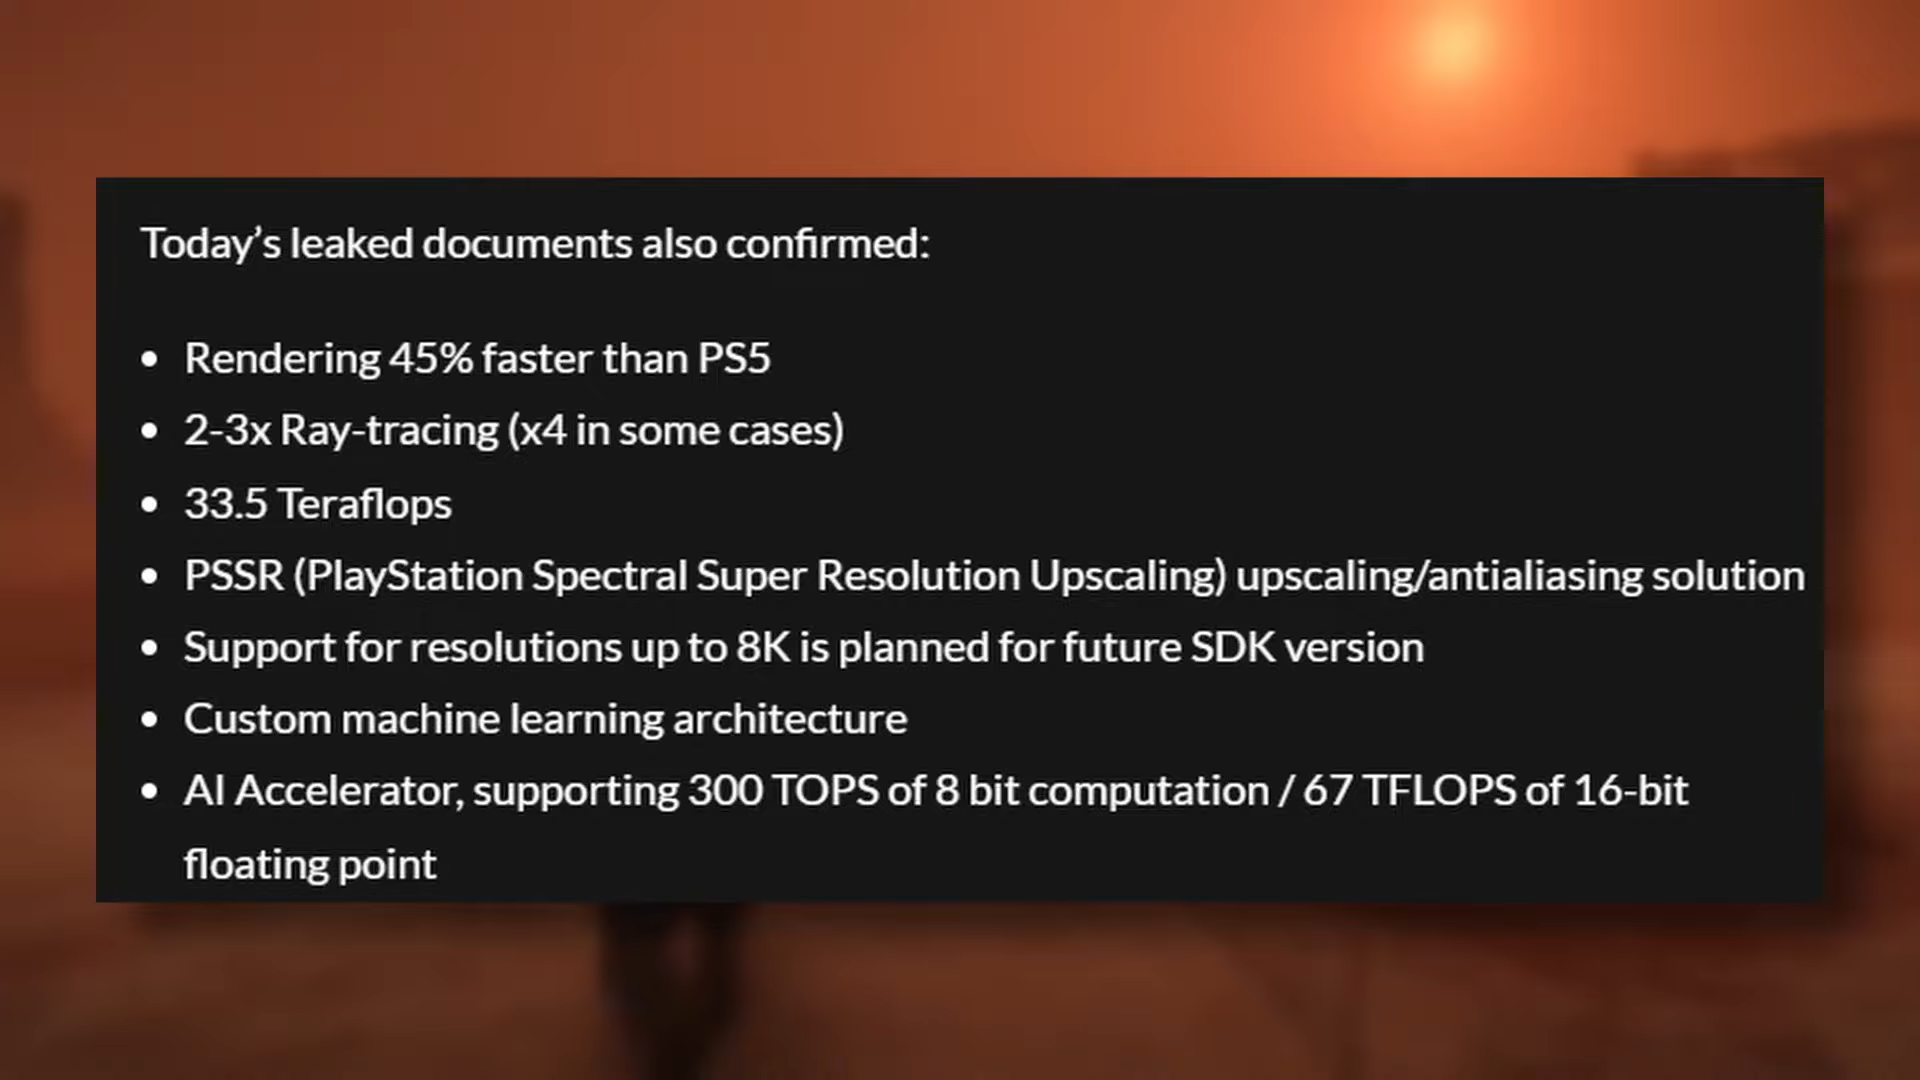 Today’s leaked documents also confirmed:
• Rendering 45% faster than PS5
• 2-3x Ray-tracing (x4 in some cases)
• 33.5 Teraflops
• PSSR (PlayStation Spectral Super Resolution Upscaling) upscaling/antialiasing solution
• Support for resolutions up to 8K is planned for future SDK version
• Custom machine learning architecture
• AI Accelerator, supporting 300 TOPS of 8 bit computation / 67 TFLOPS of 16-bit
floating point